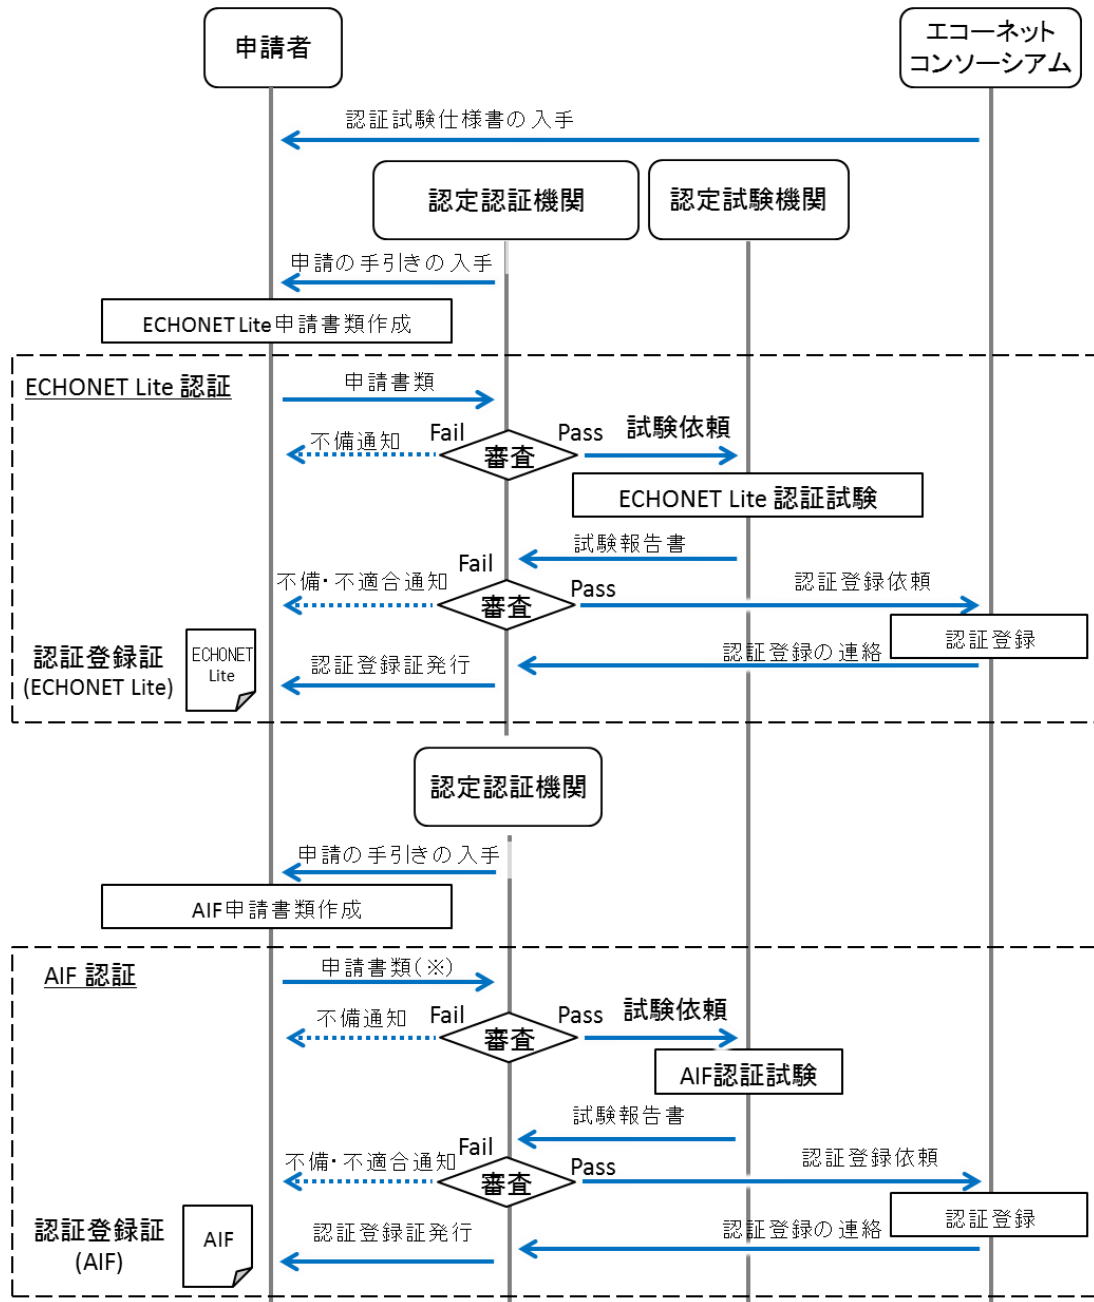 申請者
エコーネット
コンソーシアム
認証試験仕様書の入手
認定認証機関
認定試験機関
申請の手引きの入手
ECHONET Lite申請書類作成
ECHONET Lite 認証
申請書類
不備通知
Fail
審査
Pass
試験依頼
ECHONET Lite 認証試験
試験報告書
Fail
不備・不適合通知
審査
Pass
認証登録依頼
認証登録
認証登録の連絡
認証登録証発行
認証登録証
(ECHONET Lite)
ECHONET
Lite
認定認証機関
申請の手引きの入手
AIF申請書類作成
AIF 認証
申請書類(※)
不備通知
Fail
審査
Pass
試験依頼
AIF認証試験
試験報告書
Fail
不備・不適合通知
審査
Pass
認証登録依頼
認証登録
認証登録の連絡
認証登録証発行
認証登録証
(AIF)
AIF